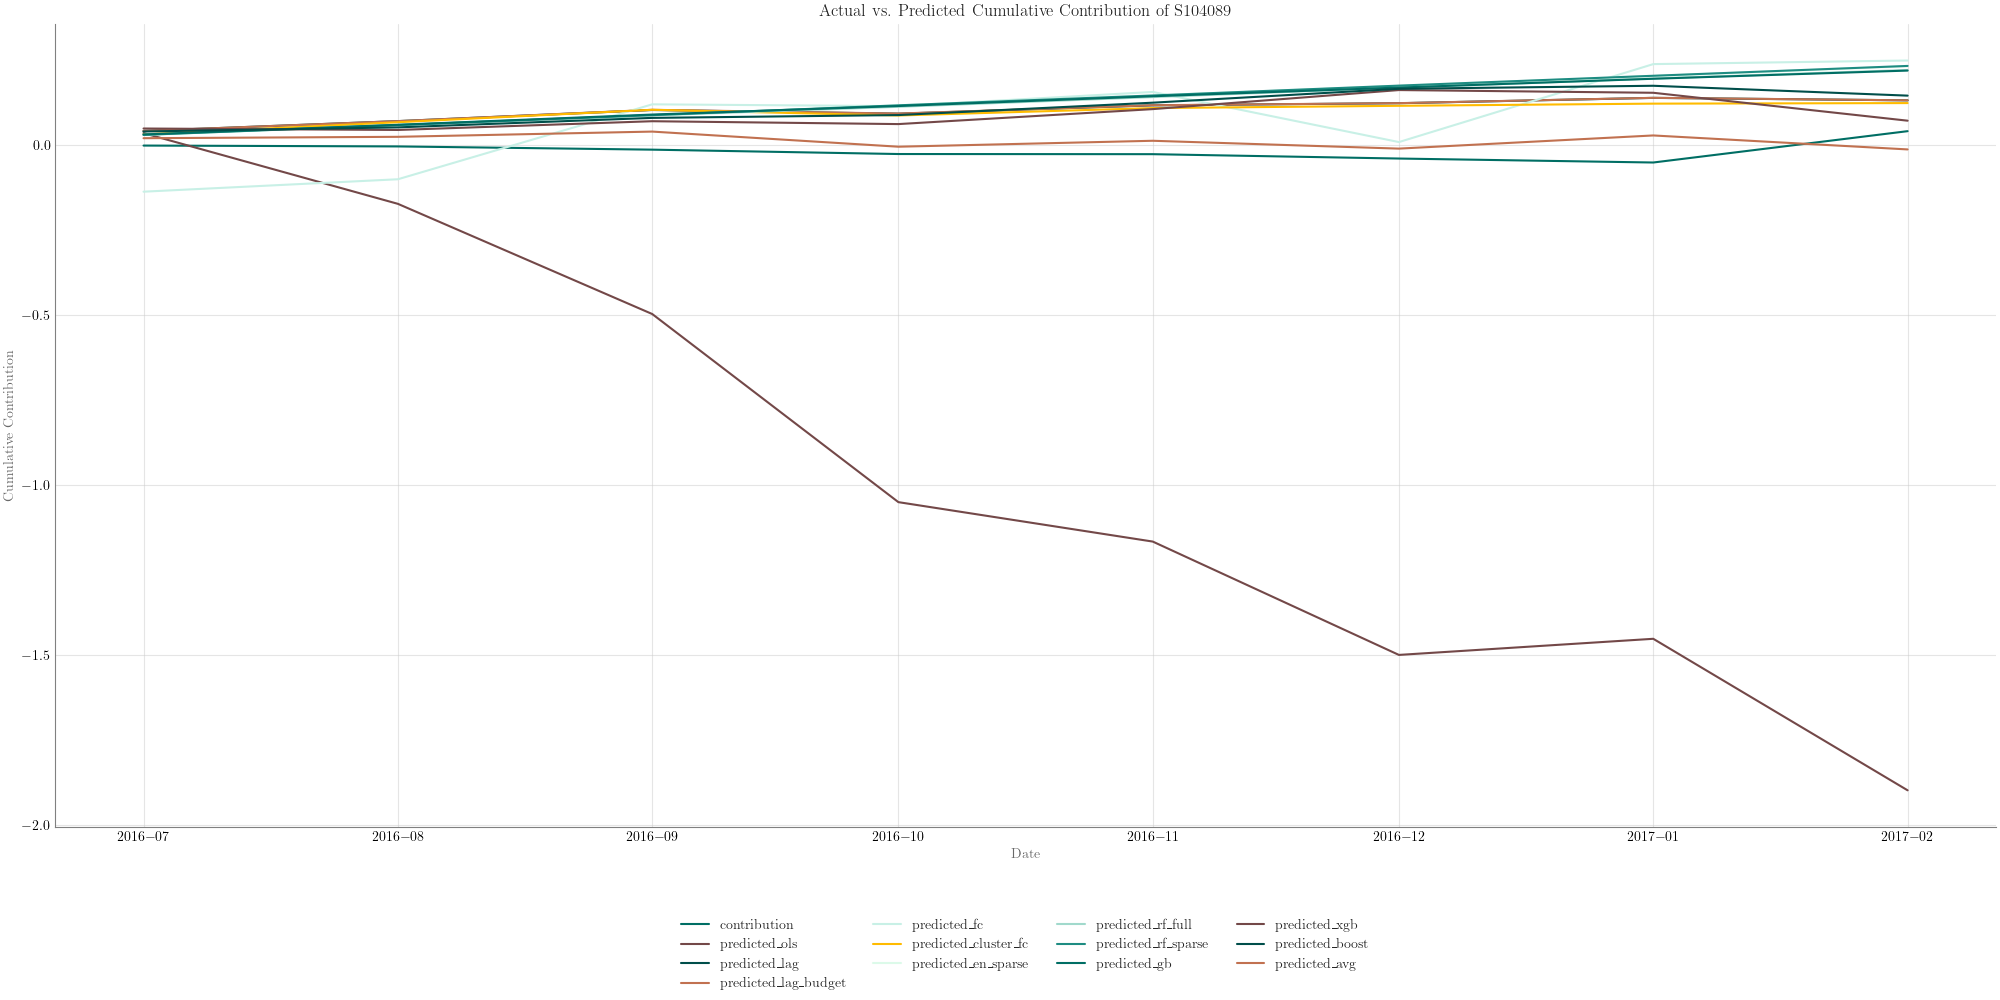 Actual vs. Predicted Cumulative Contribution of S104089
Cumulative Contribution
0.0
−0.5
−1.0
−1.5
−2.0
2016−07
2016−08
2016−09
2016−10
2016−11
2016−12
2017−01
2017−02
Date
contribution
predicted_ols
predicted_lag
predicted_lag_budget
predicted_fc
predicted_cluster_fc
predicted_en_sparse
predicted_rf_full
predicted_rf_sparse
predicted_gb
predicted_xgb
predicted_boost
predicted_avg